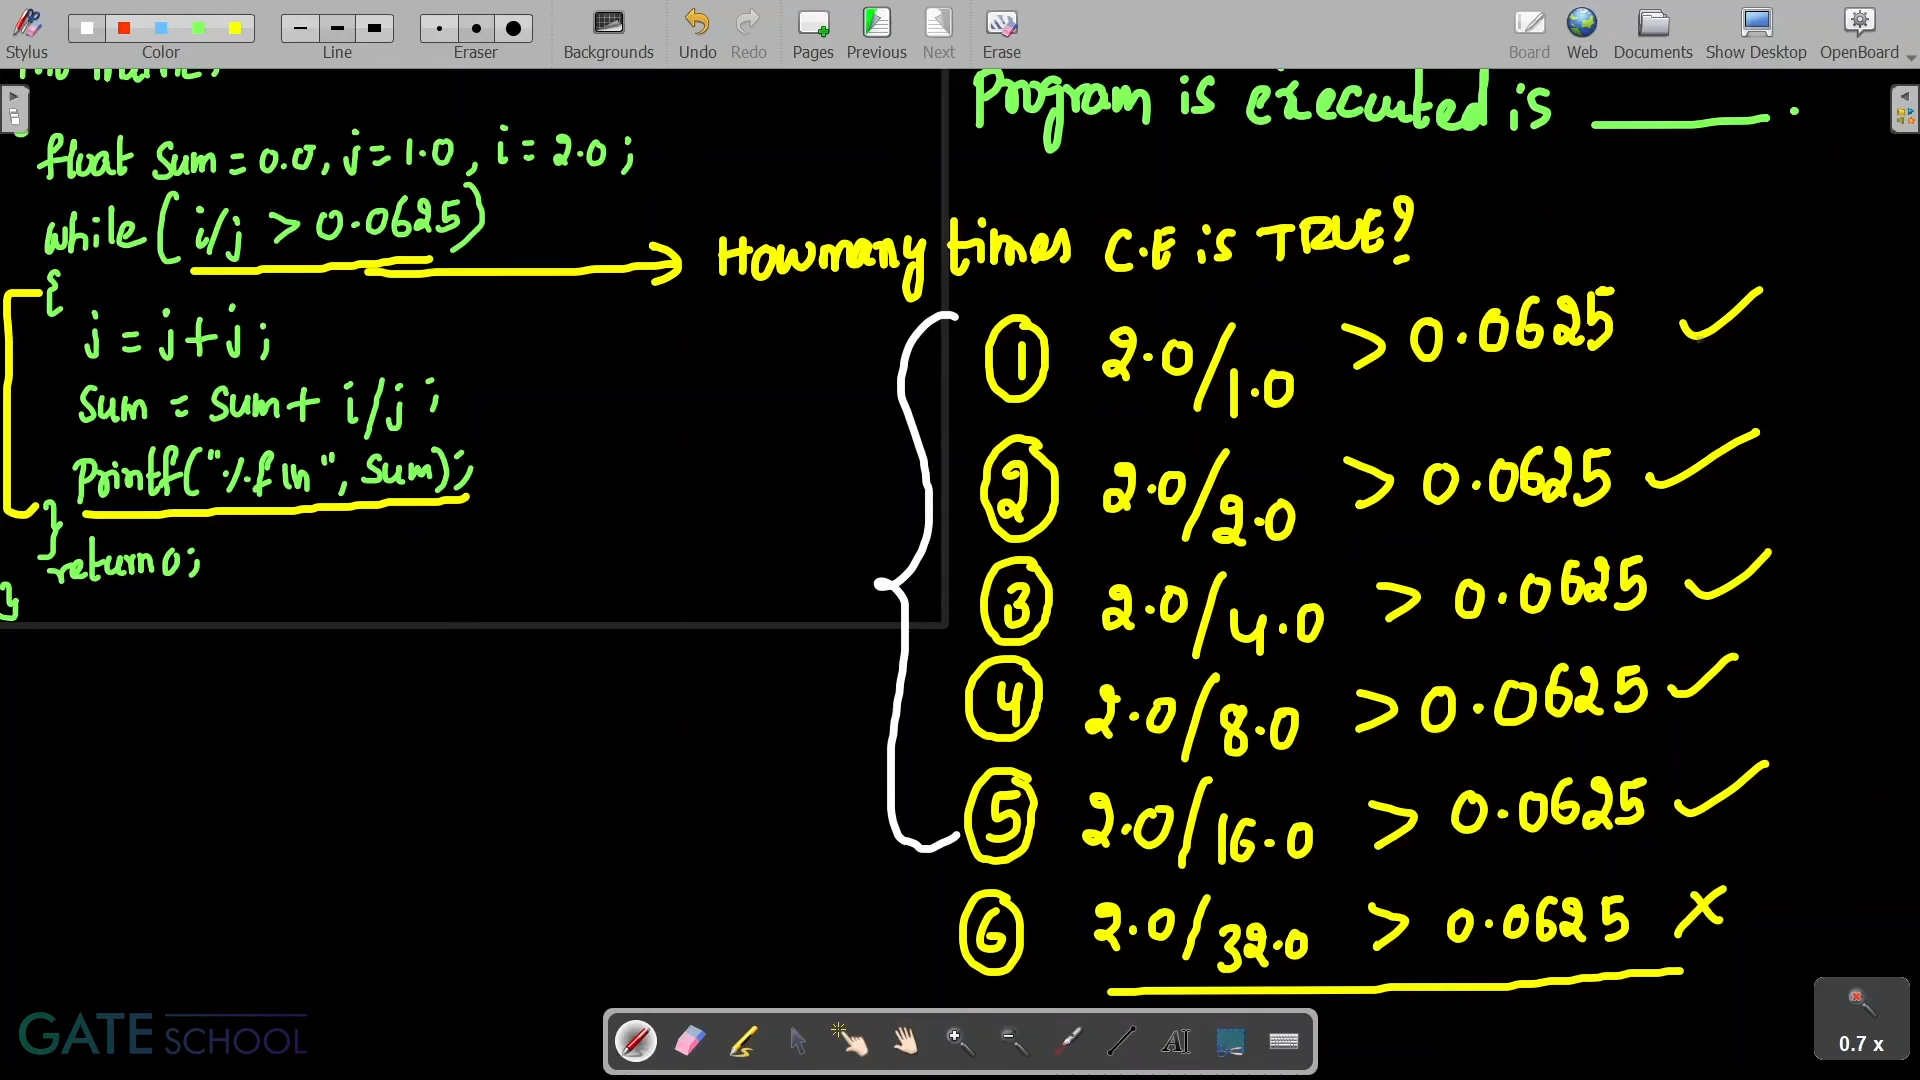 Stylus Color Line Eraser Backgrounds Undo Redo Pages Previous Next Erase Board Web Documents Show Desktop OpenBoard
Program is executed is ______ .
float Sum = 0.0, j = 1.0, i = 2.0 ;
while ( i/j > 0.0625)
{
j = j + j ;
Sum = Sum + i/j ;
Printf("%f\n", Sum);
}
return 0;
}
How many times C.E is TRUE?
① 2.0/1.0 > 0.0625 ✓
② 2.0/2.0 > 0.0625 ✓
③ 2.0/4.0 > 0.0625 ✓
④ 2.0/8.0 > 0.0625 ✓
⑤ 2.0/16.0 > 0.0625 ✓
⑥ 2.0/32.0 > 0.0625 ✗
GATE SCHOOL
AI
0.7 x